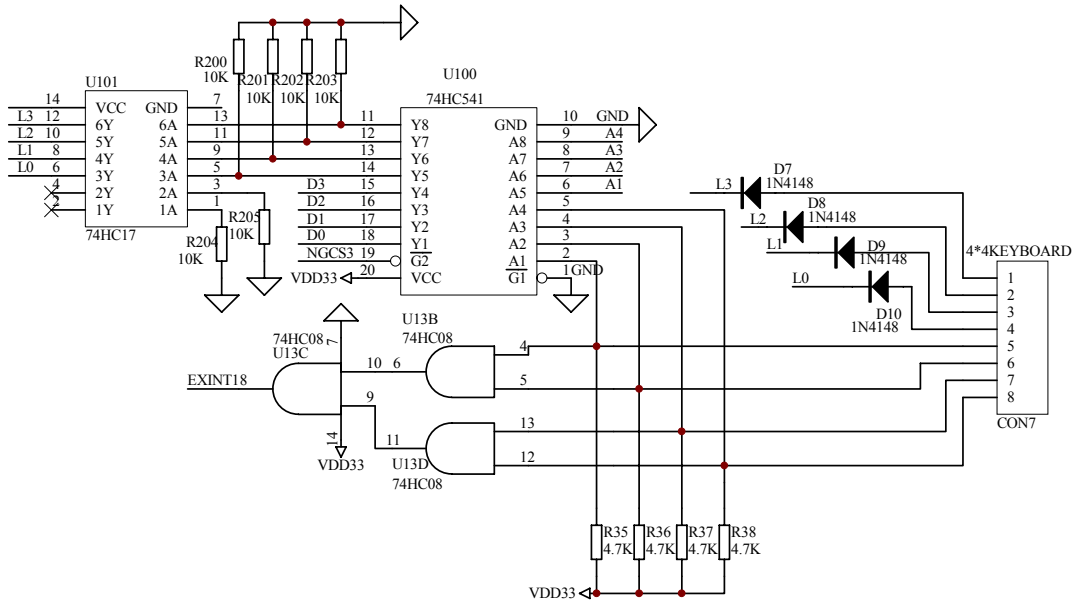 R200
10K
R201
10K
R202
10K
R203
10K
U101
14 VCC GND 7
L3 12 6Y 6A 13
L2 10 5Y 5A 11
L1 8 4Y 4A 9
L0 6 3Y 3A 5
4 2Y 2A 3
2 1Y 1A 1
74HC17
R204
10K
R205
10K
U100
74HC541
11 Y8 GND 10 GND
12 Y7 A8 9 A4
13 Y6 A7 8 A3
14 Y5 A6 7 A2
D3 15 Y4 A5 6 A1
D2 16 Y3 A4 5
D1 17 Y2 A3 4
D0 18 Y1 A2 3
NGCS3 19 G2 A1 2
VDD33 20 VCC G1 1 GND
L3 D7
1N4148
L2 D8
1N4148
L1 D9
1N4148
L0 D10
1N4148
4*4KEYBOARD
1
2
3
4
5
6
7
8
CON7
U13B
74HC08
4
5
6
74HC08
U13C
7
10
9
14
VDD33
EXINT18
13
12
11
U13D
74HC08
R35
4.7K
R36
4.7K
R37
4.7K
R38
4.7K
VDD33